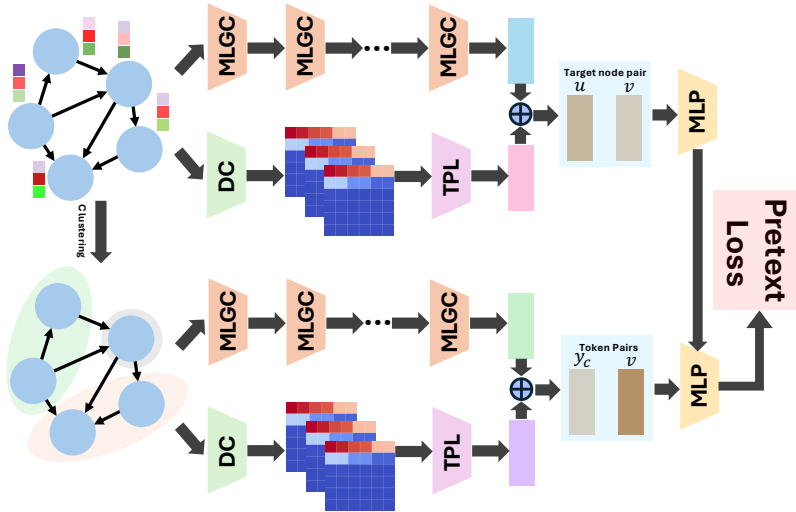 MLGC
MLGC
MLGC
Target node pair
u v
MLP
DC
TPL
Clustering
Pretext
Loss
MLGC
MLGC
MLGC
Token Pairs
y_c v
MLP
DC
TPL